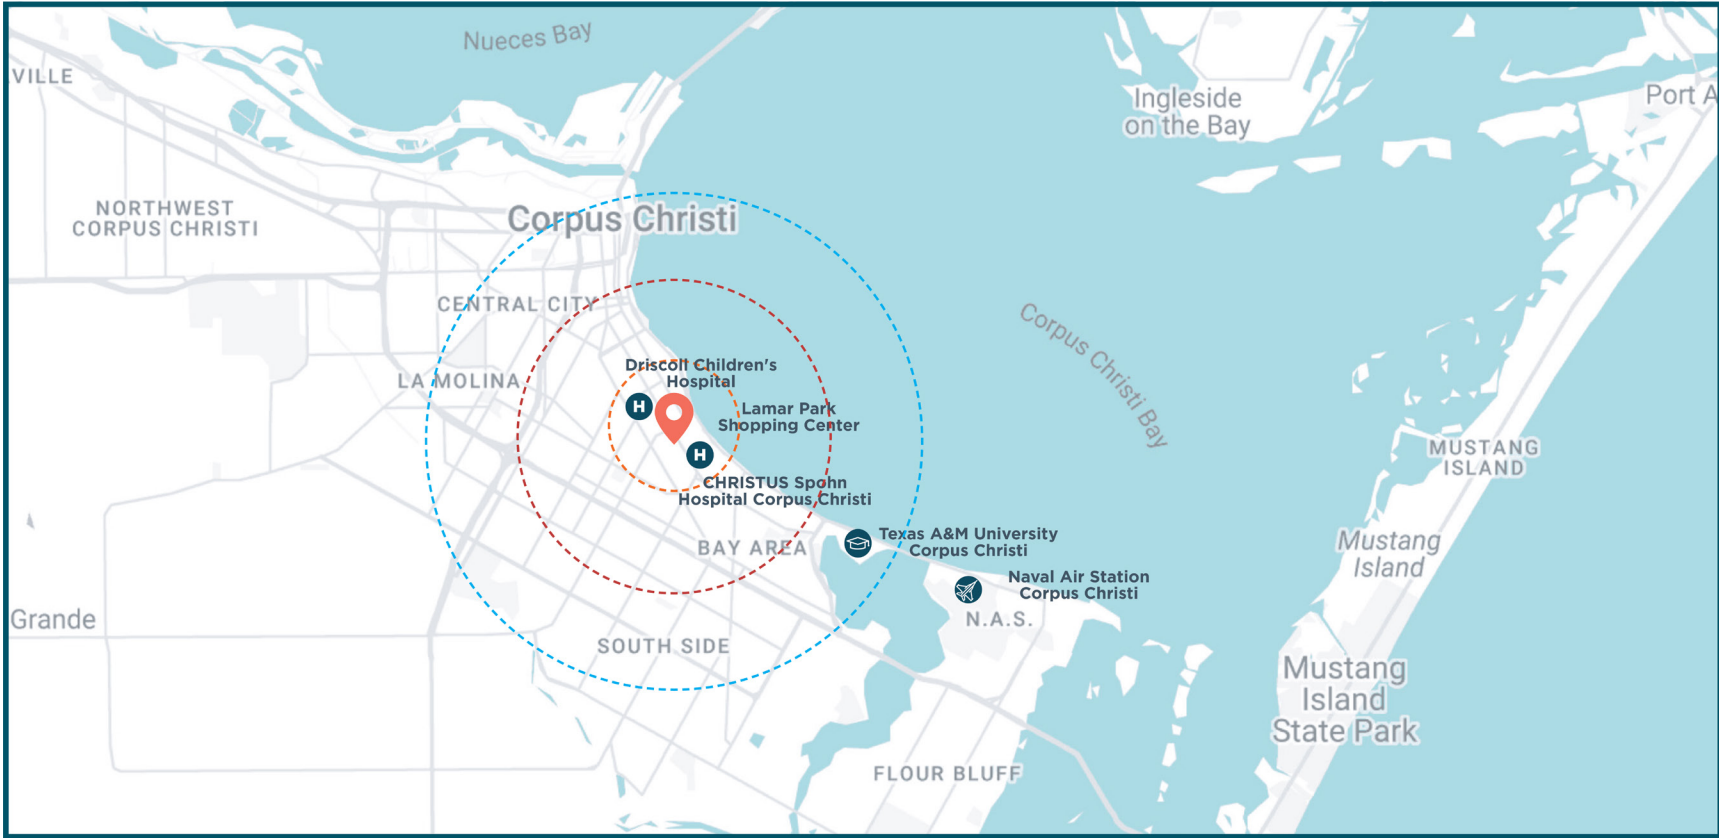 Nueces Bay
VILLE
Ingleside
on the Bay
Port A
NORTHWEST
CORPUS CHRISTI
Corpus Christi
CENTRAL CITY
Corpus Christi Bay
LA MOLINA
Driscoll Children's
Hospital
H
Lamar Park
Shopping Center
H
CHRISTUS Spohn
Hospital Corpus Christi
MUSTANG
ISLAND
BAY AREA
Texas A&M University
Corpus Christi
Mustang
Island
Naval Air Station
Corpus Christi
N.A.S.
Grande
SOUTH SIDE
Mustang
Island
State Park
FLOUR BLUFF